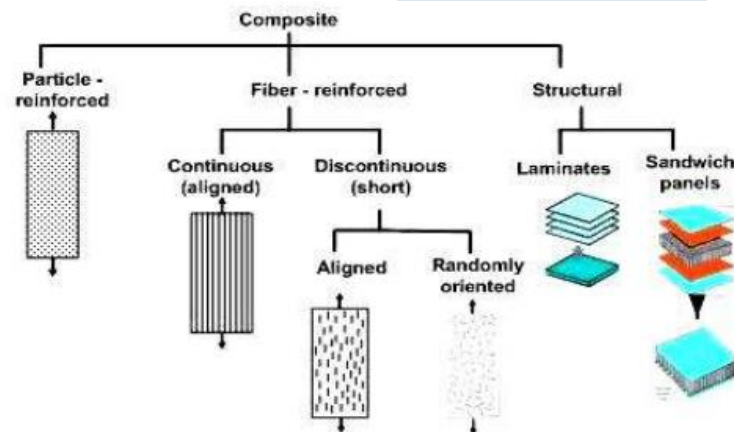 Composite
Particle -
reinforced
Fiber - reinforced
Structural
Continuous
(aligned)
Discontinuous
(short)
Laminates
Sandwich
panels
Aligned
Randomly
oriented